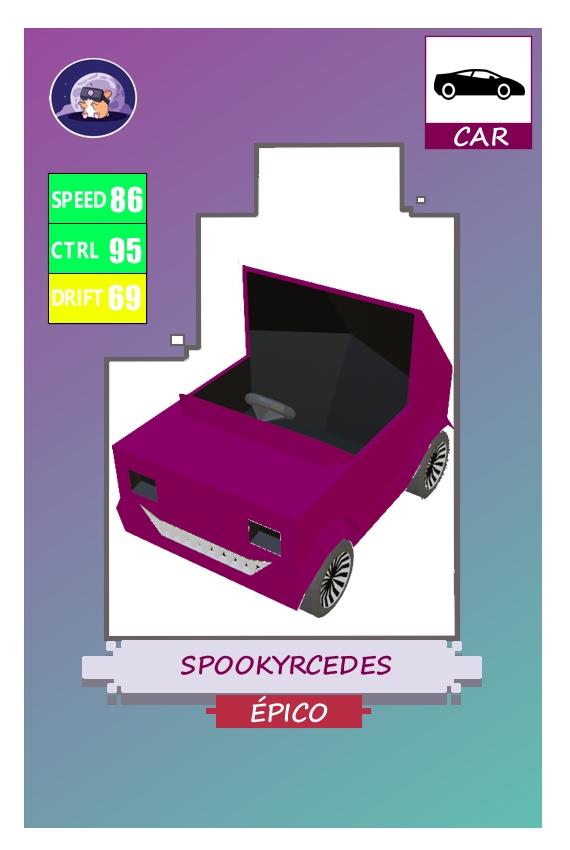 CAR
SPEED 86
CTRL 95
DRIFT 69
SPOOKYRCEDES
ÉPICO